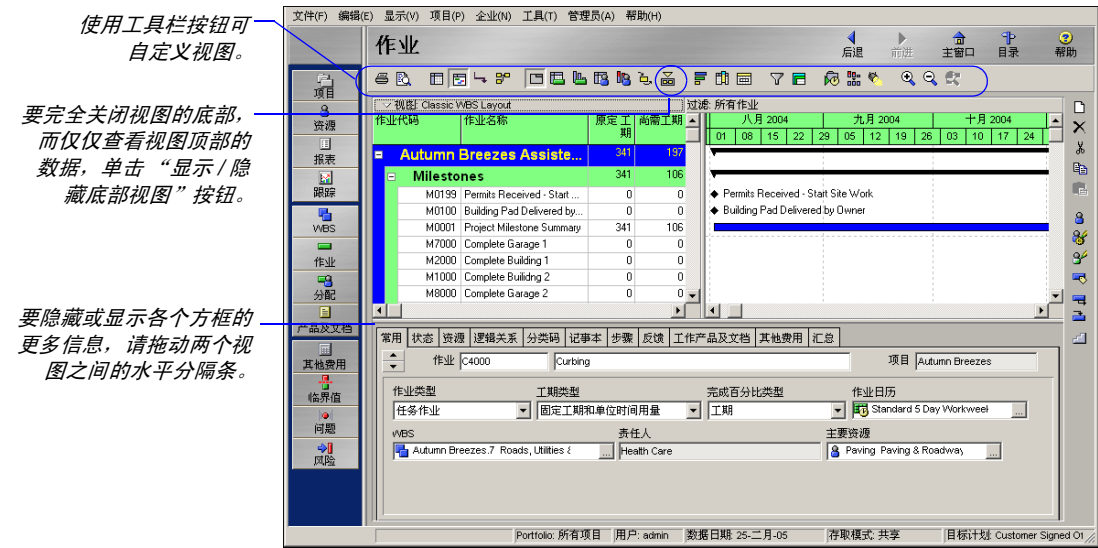 使用工具栏按钮可
自定义视图。
要完全关闭视图的底部，
而仅仅查看视图顶部的
数据，单击 “显示 / 隐
藏底部视图”按钮。
要隐藏或显示各个方框的
更多信息，请拖动两个视
图之间的水平分隔条。
文件(F) 编辑(E) 显示(V) 项目(P) 企业(N) 工具(T) 管理员(A) 帮助(H)
作业
后退 前进 主窗口 目录 帮助
项目
资源
报表
跟踪
WBS
作业
分配
产品及文档
其他费用
临界值
问题
风险
视图: Classic WBS Layout 过滤: 所有作业
作业代码 作业名称 原定工期 尚需工期
八月 2004 九月 2004 十月 2004
01 08 15 22 29 05 12 19 26 03 10 17 24
Autumn Breezes Assiste... 341 197
Milestones 341 106
M0199 Permits Received - Start ... 0 0 Permits Received - Start Site Work
M0100 Building Pad Delivered by... 0 0 Building Pad Delivered by Owner
M0001 Project Milestone Summary 341 106
M7000 Complete Garage 1 0 0
M2000 Complete Building 1 0 0
M1000 Complete Builidng 2 0 0
M8000 Complete Garage 2 0 0
常用 状态 资源 逻辑关系 分类码 记事本 步骤 反馈 工作产品及文档 其他费用 汇总
作业 C4000 Curbing 项目 Autumn Breezes
作业类型 工期类型 完成百分比类型 作业日历
任务作业 固定工期和单位时间用量 工期 Standard 5 Day Workweek ...
WBS 责任人 主要资源
Autumn Breezes.7 Roads, Utilities & ... Health Care Paving Paving & Roadway ...
Portfolio: 所有项目 用户: admin 数据日期: 25-二月-05 存取模式: 共享 目标计划: Customer Signed O